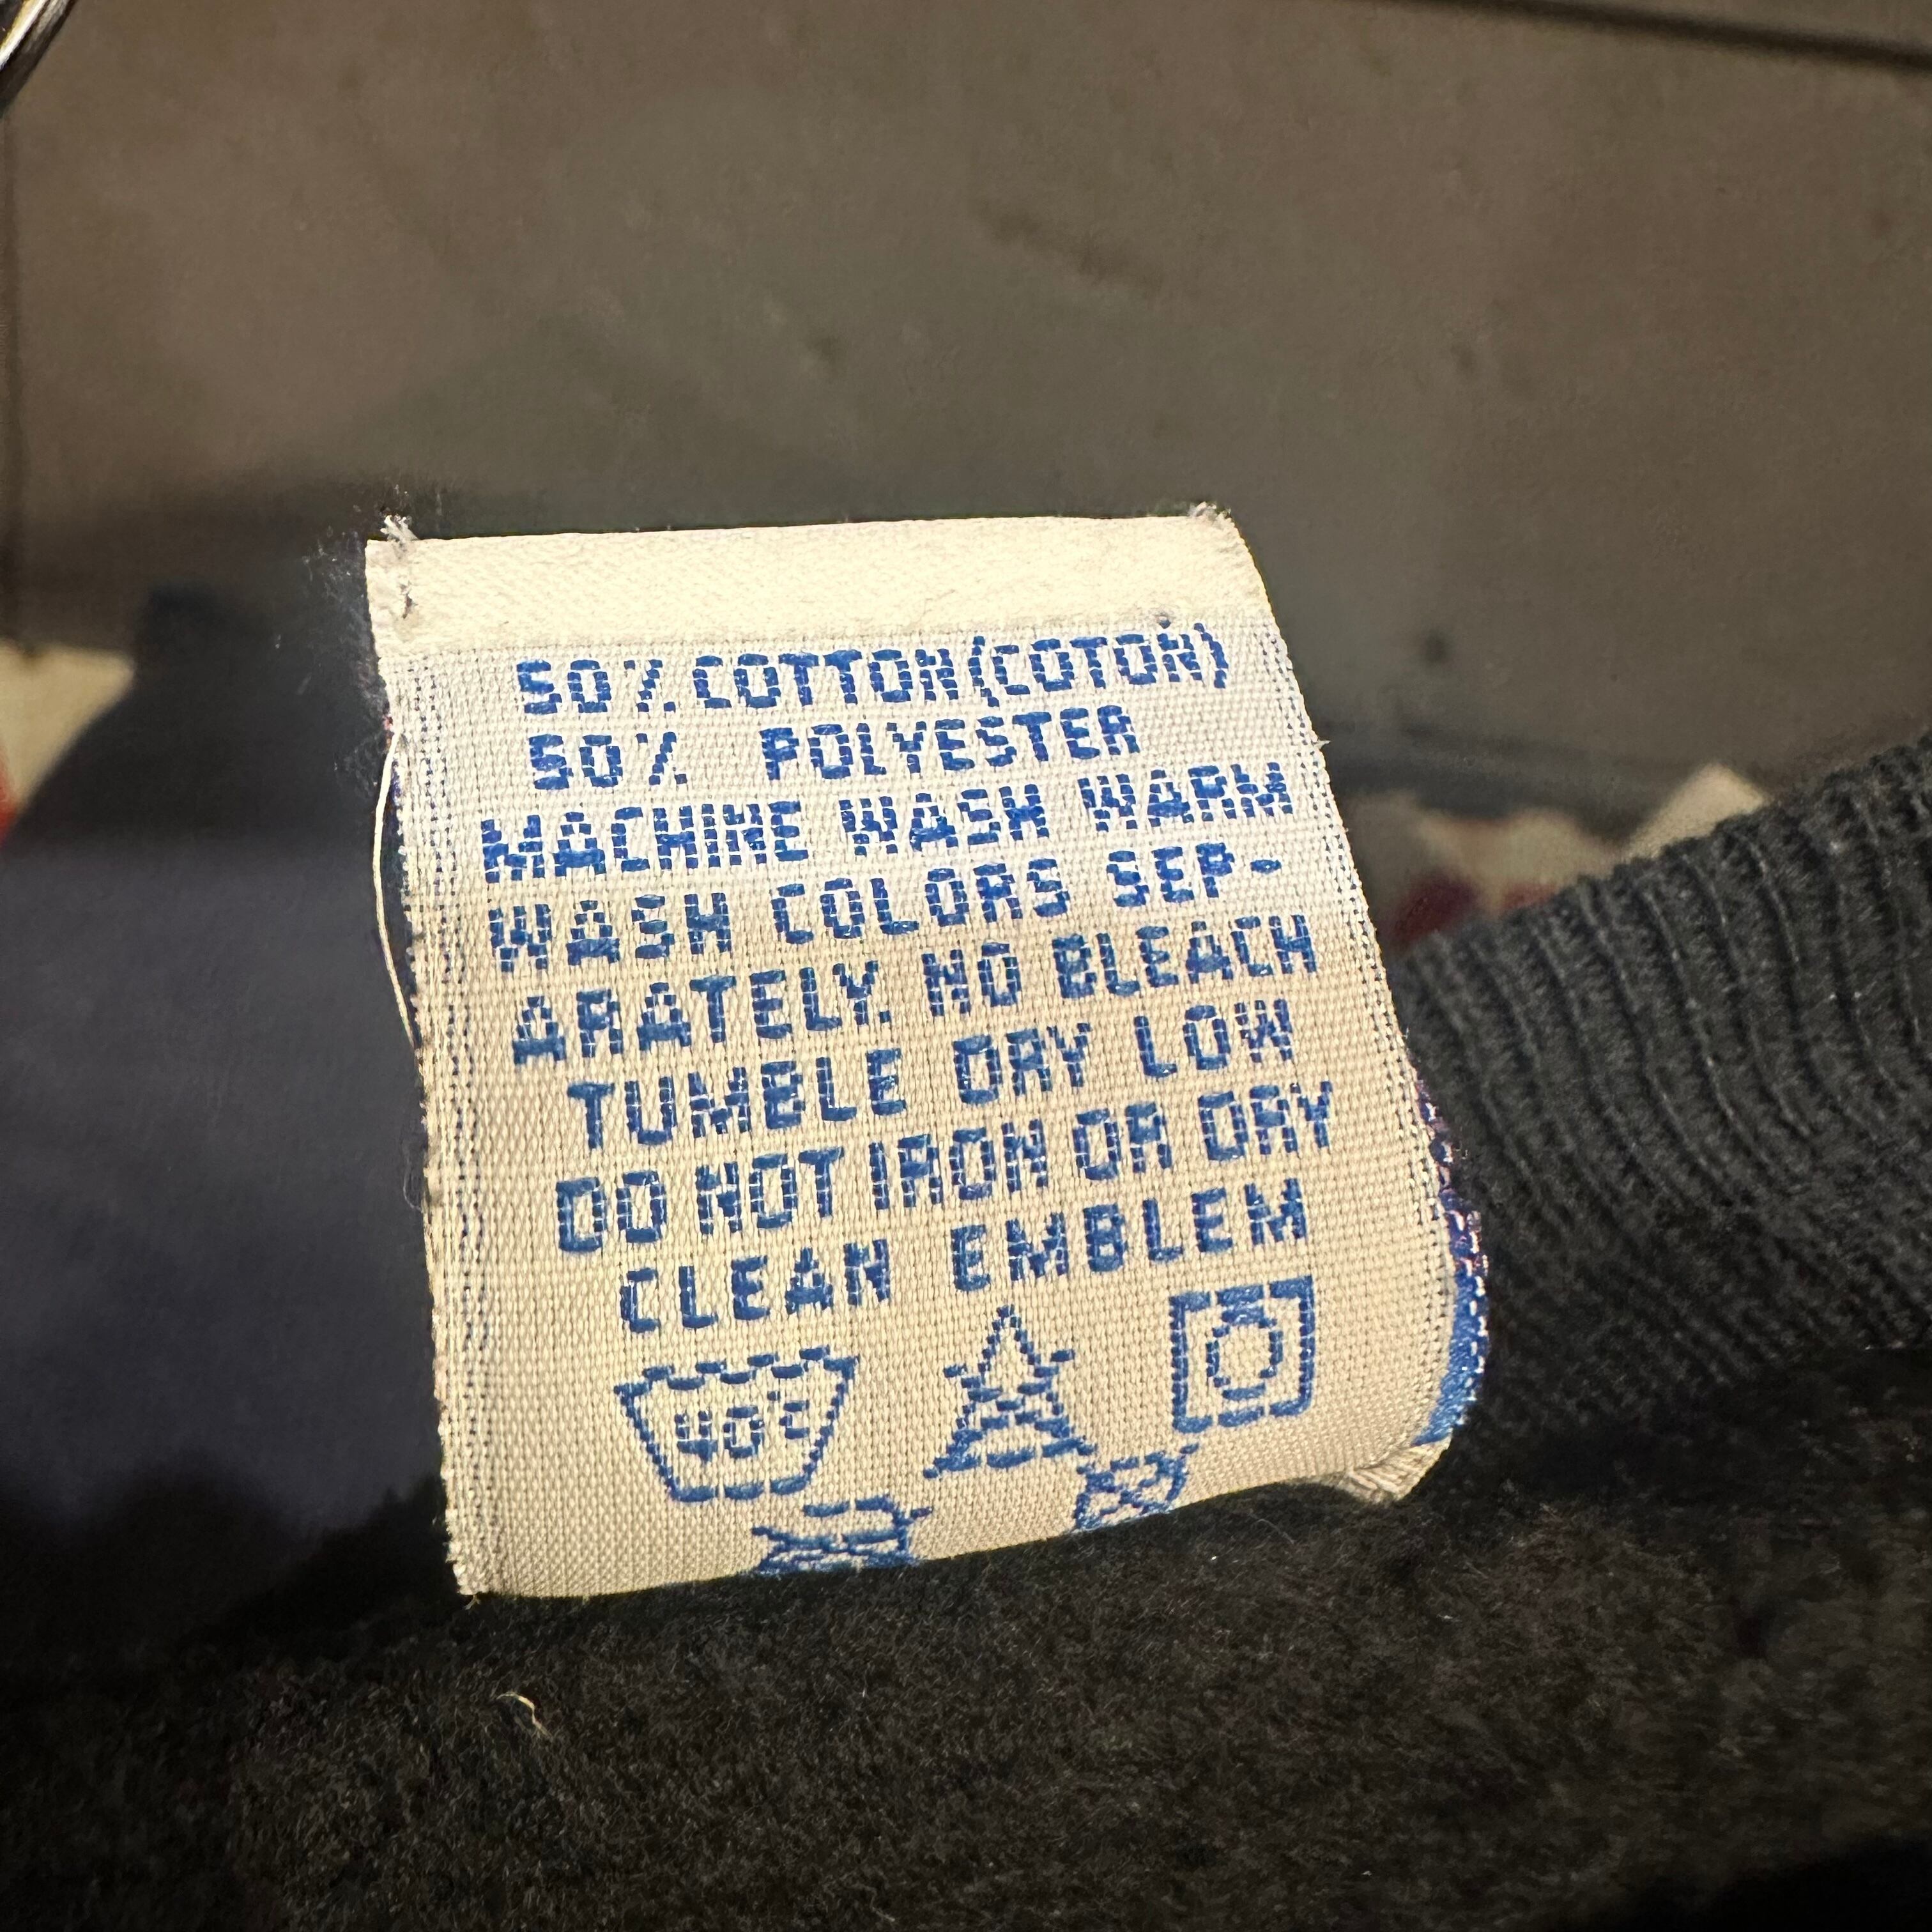 50% COTTON(COTON)
50% POLYESTER
MACHINE WASH WARM
WASH COLORS SEP-
ARATELY. NO BLEACH
TUMBLE DRY LOW
DO NOT IRON OR DRY
CLEAN EMBLEM
40°C